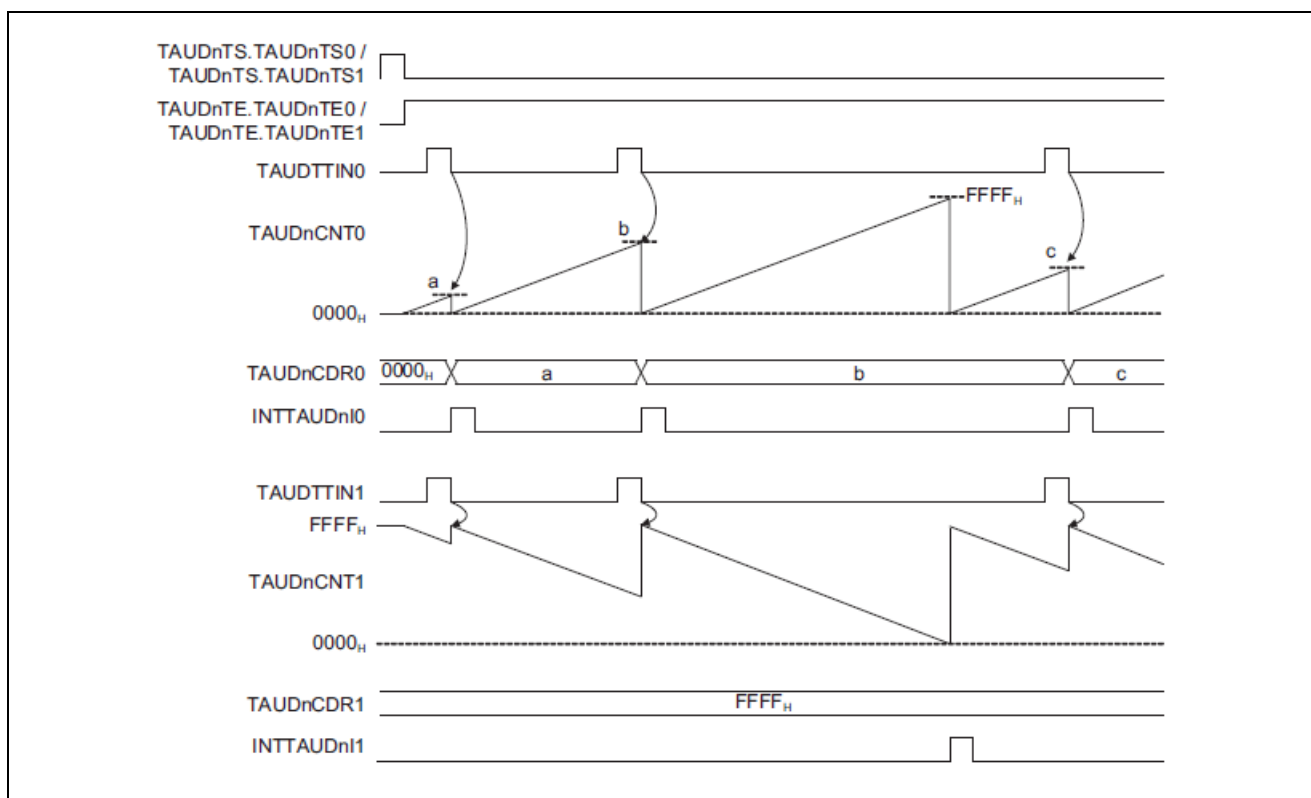 TAUDnTS.TAUDnTS0 /
TAUDnTS.TAUDnTS1
TAUDnTE.TAUDnTE0 /
TAUDnTE.TAUDnTE1
TAUDTTIN0
FFFFH
TAUDnCNT0
a
b
c
0000H
TAUDnCDR0
0000H
a
b
c
INTTAUDnI0
TAUDTTIN1
FFFFH
TAUDnCNT1
0000H
TAUDnCDR1
FFFFH
INTTAUDnI1